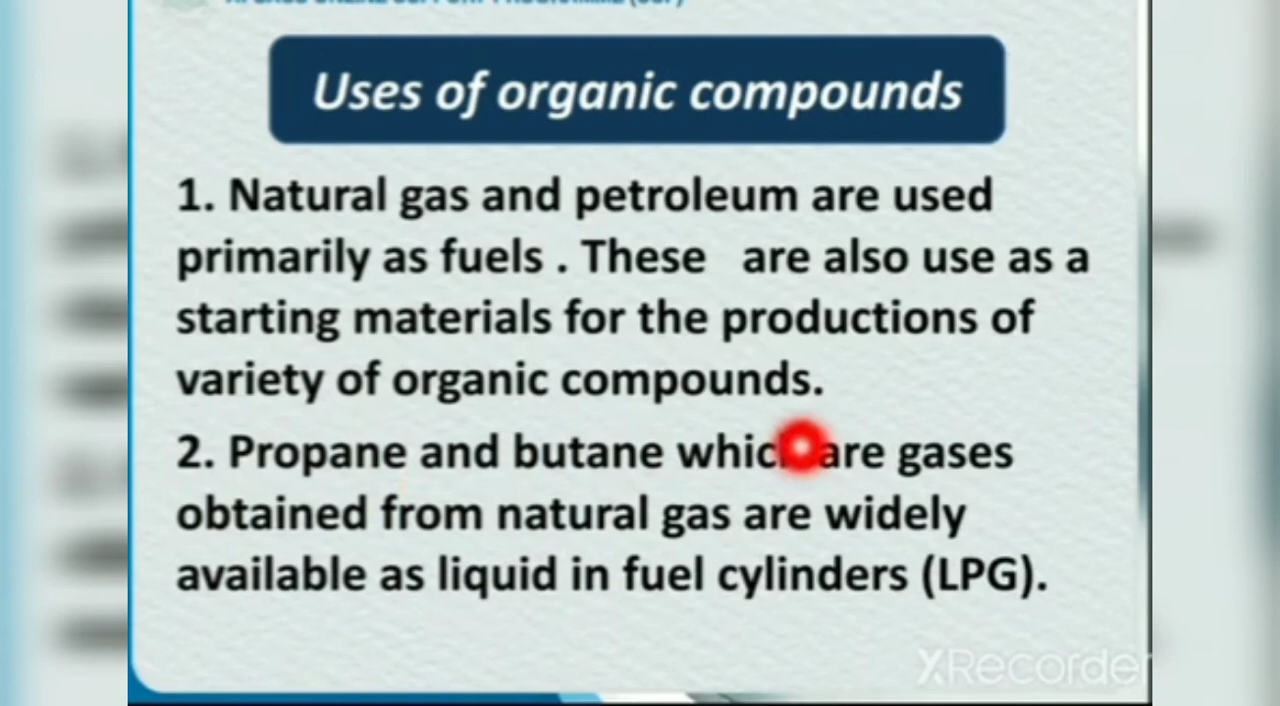 Uses of organic compounds
1. Natural gas and petroleum are used
primarily as fuels . These are also use as a
starting materials for the productions of
variety of organic compounds.
2. Propane and butane which are gases
obtained from natural gas are widely
available as liquid in fuel cylinders (LPG).
XRecorder